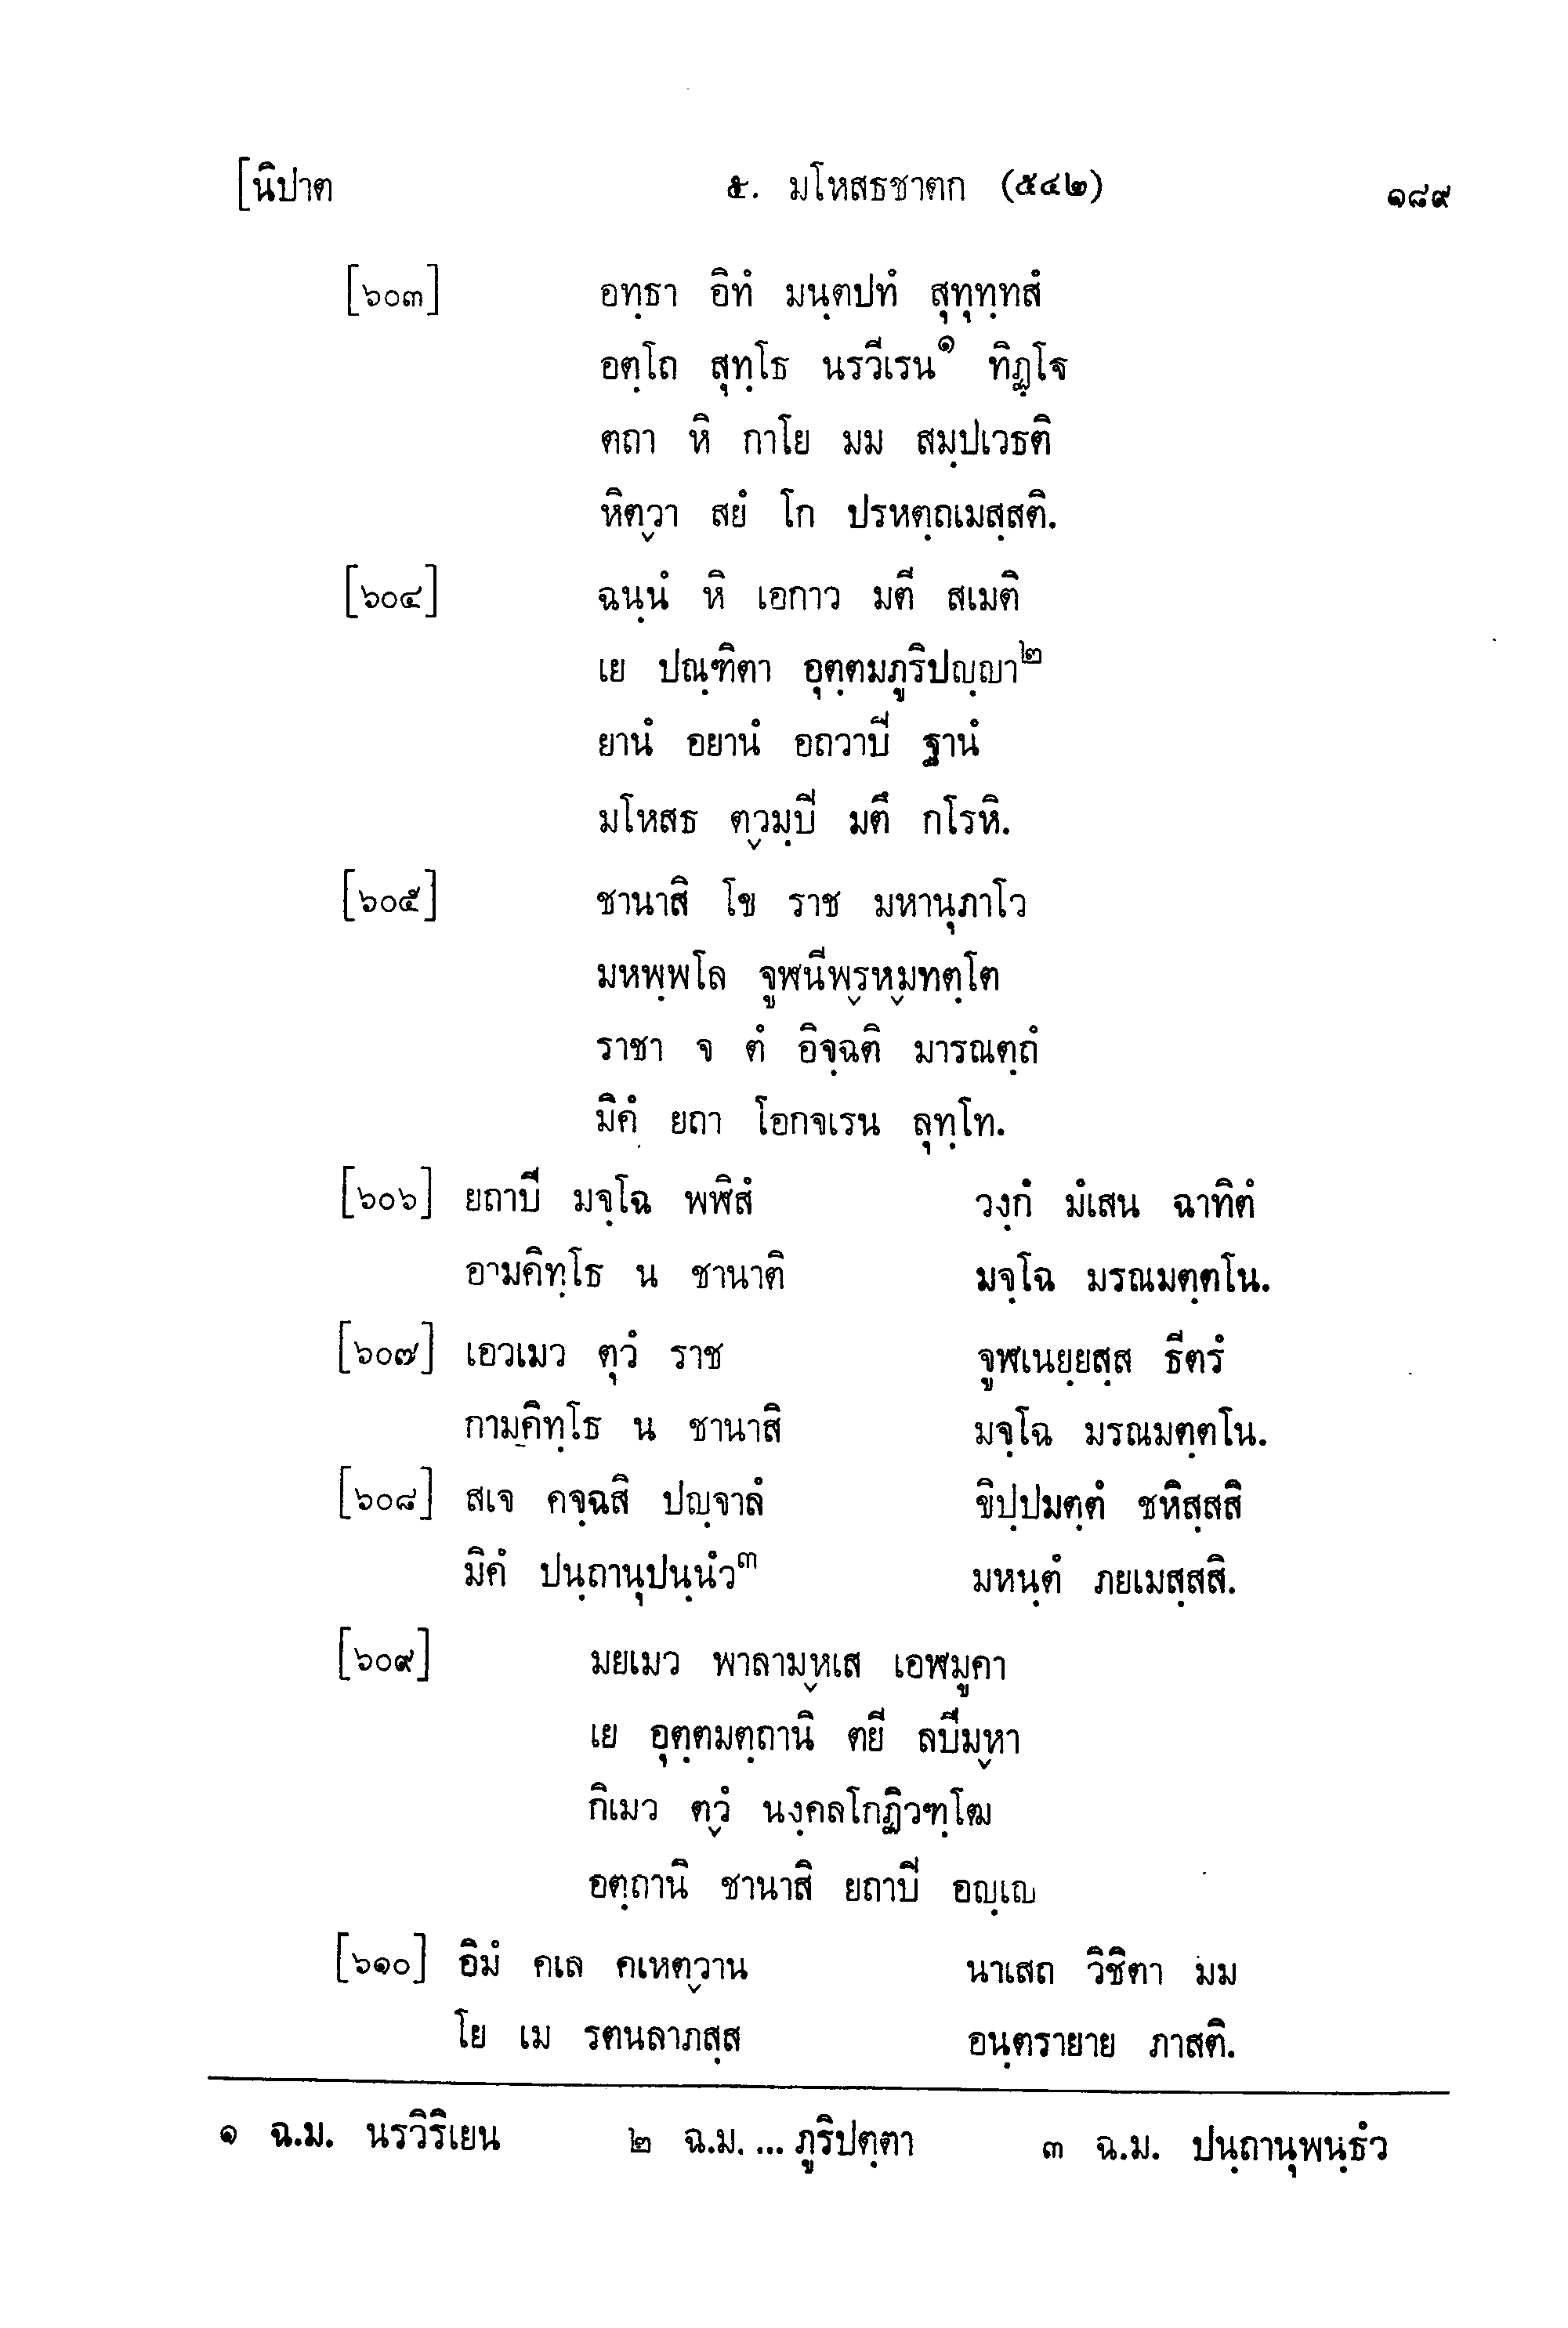 [นิปาต ๕. มโหสธชาตก (๕๔๒) ๑๘๙
[๖๐๓] อทฺธา อิทํ มนฺตปทํ สุทุทฺทสํ
อตฺโถ สุทฺโธ นรวีเรน๑ ทิฏฺโฐ
ตถา หิ กาโย มม สมฺปเวธติ
หิตฺวา สยํ โก ปรหตฺถเมสฺสติ.
[๖๐๔] ฉนฺนํ หิ เอกาว มตี สเมติ
เย ปณฺฑิตา อุตฺตมภูริปญฺญา๒
ยานํ อยานํ อถวาปิ ฐานํ
มโหสธ ตฺวมฺปิ มตึ กโรหิ.
[๖๐๕] ชานาสิ โข ราช มหานุภาโว
มหพฺพโล จูฬนีพฺรหฺมทตฺโต
ราชา จ ตํ อิจฺฉติ มารณตฺถํ
มิคํ ยถา โอกจเรน ลุทฺโท.
[๖๐๖] ยถาปิ มจฺโฉ พฬิสํ วงฺกํ มํเสน ฉาทิตํ
อามคิทฺโธ น ชานาติ มจฺโฉ มรณมตฺตโน.
[๖๐๗] เอวเมว ตุวํ ราช จูฬเนยฺยสฺส ธีตรํ
กามคิทฺโธ น ชานาสิ มจฺโฉ มรณมตฺตโน.
[๖๐๘] สเจ คจฺฉสิ ปญฺจาลํ ขิปฺปมตฺตํ ชหิสฺสสิ
มิคํ ปนฺถานุปนฺนํว๓ มหนฺตํ ภยเมสฺสสิ.
[๖๐๙] มยเมว พาลามฺหเส เอฬมูคา
เย อุตฺตมตฺถานิ ตยี ลปิมฺหา
กิเมว ตฺวํ นงฺคลโกฏิวฑฺโฒ
อตฺถานิ ชานาสิ ยถาปิ อญฺเญ
[๖๑๐] อิมํ คเล คเหตฺวาน นาเสถ วิชิตา มม
โย เม รตนลาภสฺส อนฺตรายาย ภาสติ.
๑ ฉ.ม. นรวิริเยน ๒ ฉ.ม. ... ภูริปตฺตา ๓ ฉ.ม. ปนฺถานุพนฺธํว